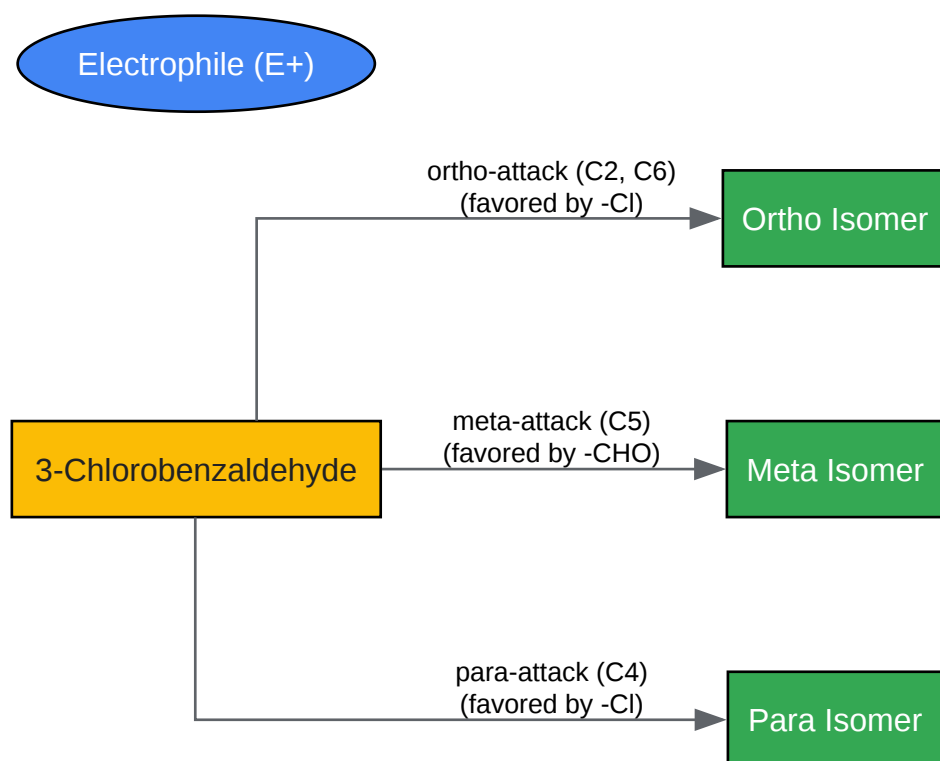 Electrophile (E+)
ortho-attack (C2, C6)
(favored by -Cl)
Ortho Isomer
3-Chlorobenzaldehyde
meta-attack (C5)
(favored by -CHO)
Meta Isomer
para-attack (C4)
(favored by -Cl)
Para Isomer